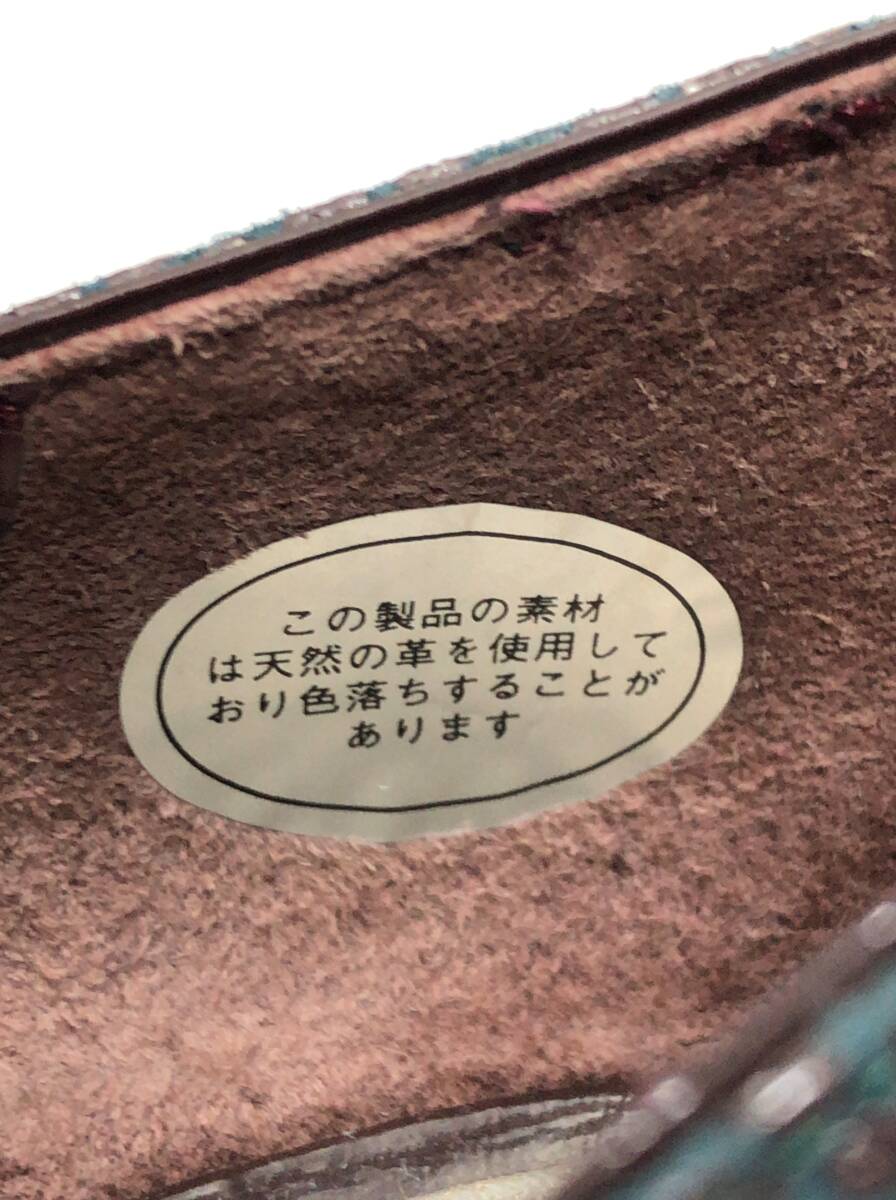 この製品の素材
は天然の革を使用して
おり色落ちすることが
あります